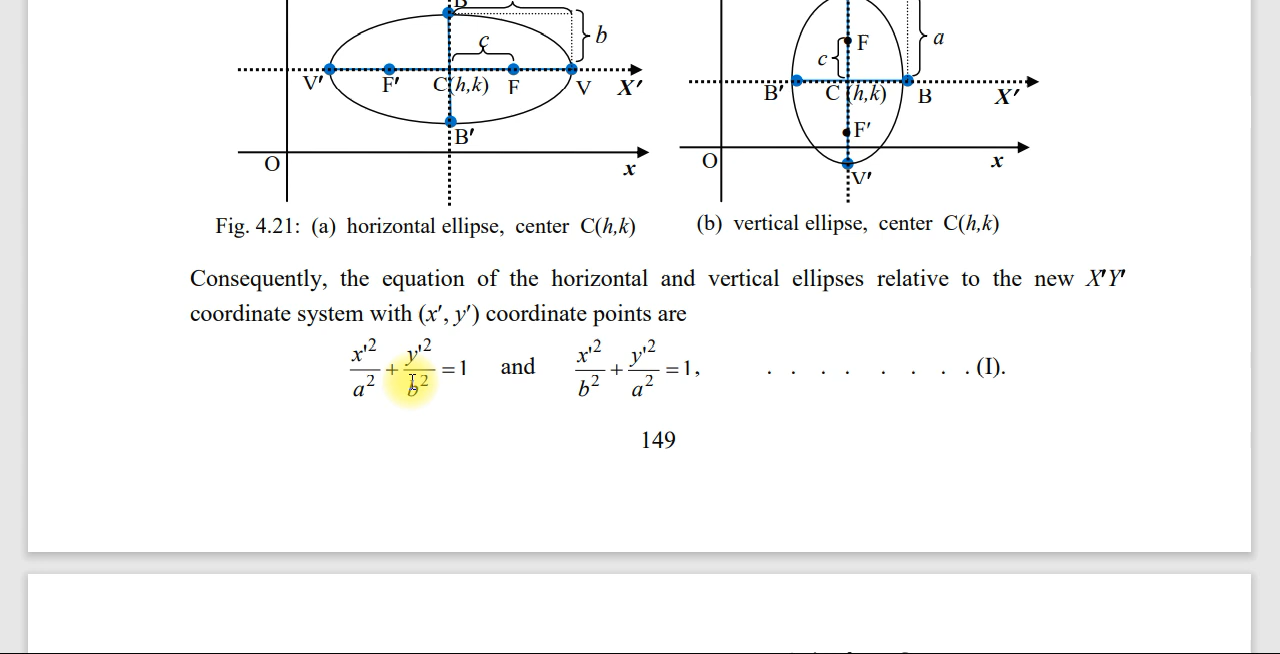 B
b
c
V′ F′ C(h,k) F V X′
B′
O
x
a
F
c
B′ C (h,k) B X′
F′
O
x
V′
Fig. 4.21: (a) horizontal ellipse, center C(h,k) (b) vertical ellipse, center C(h,k)
Consequently, the equation of the horizontal and vertical ellipses relative to the new X′Y′
coordinate system with (x′, y′) coordinate points are
x′²/a² + y′²/b² = 1 and x′²/b² + y′²/a² = 1, . . . . . . . . (I).
149